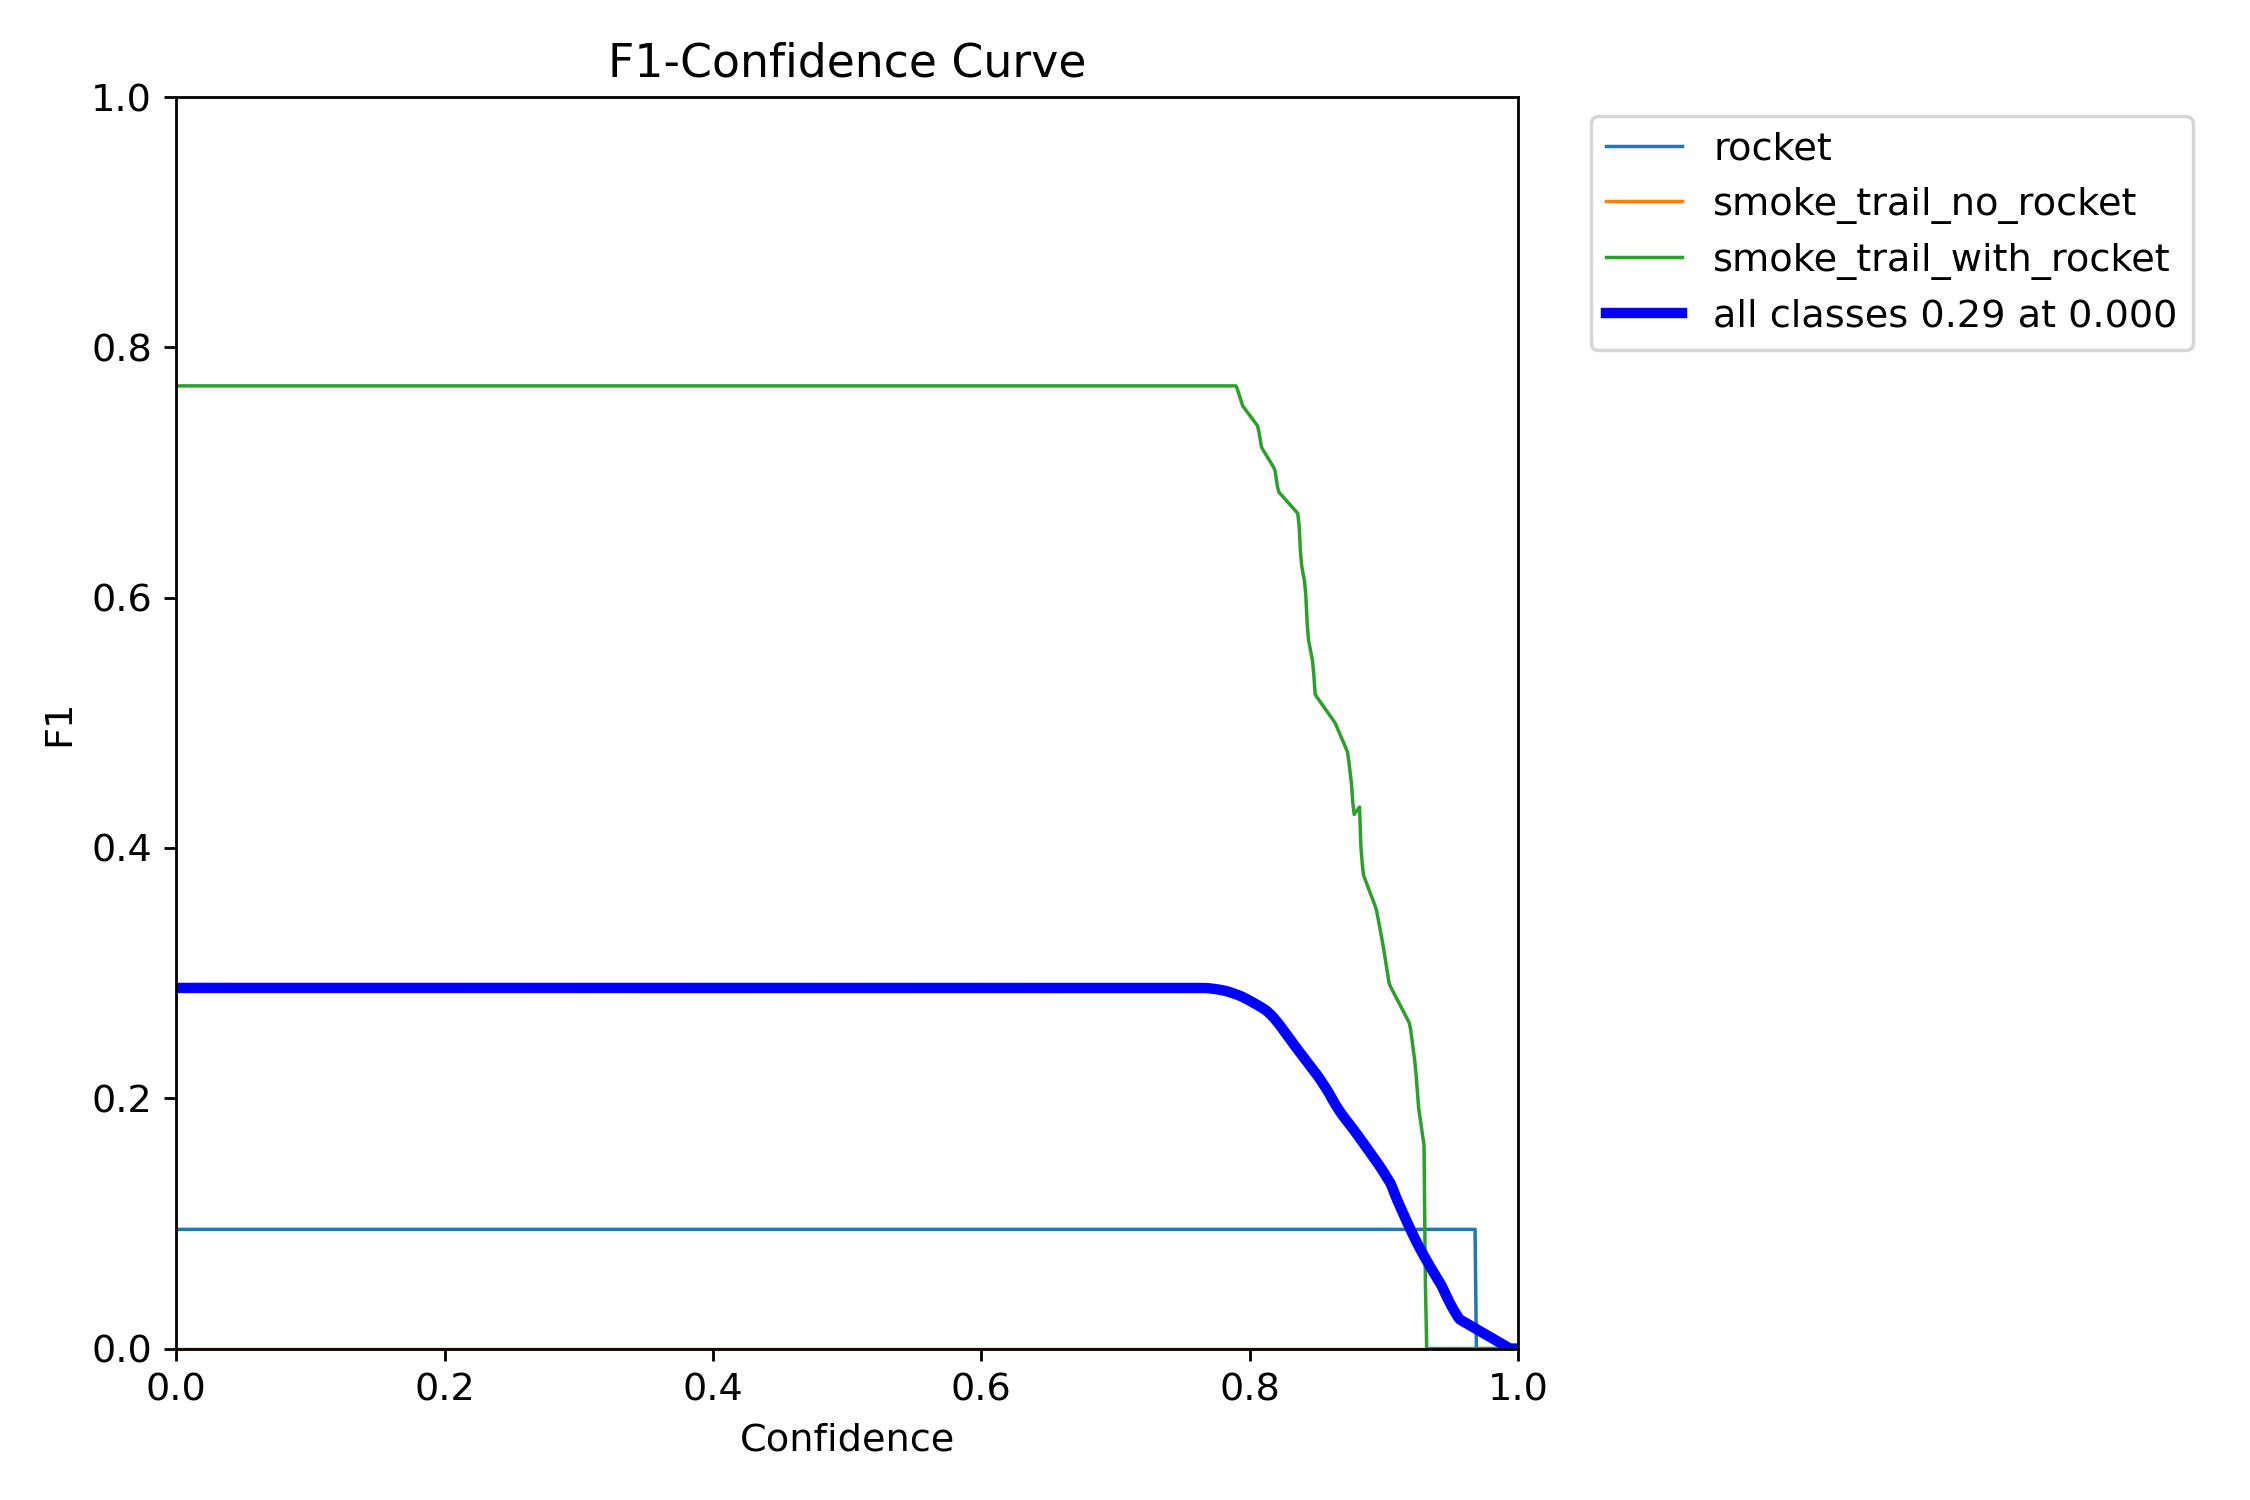 F1-Confidence Curve
1.0
0.8
0.6
0.4
0.2
0.0
F1
0.0 0.2 0.4 0.6 0.8 1.0
Confidence
rocket
smoke_trail_no_rocket
smoke_trail_with_rocket
all classes 0.29 at 0.000